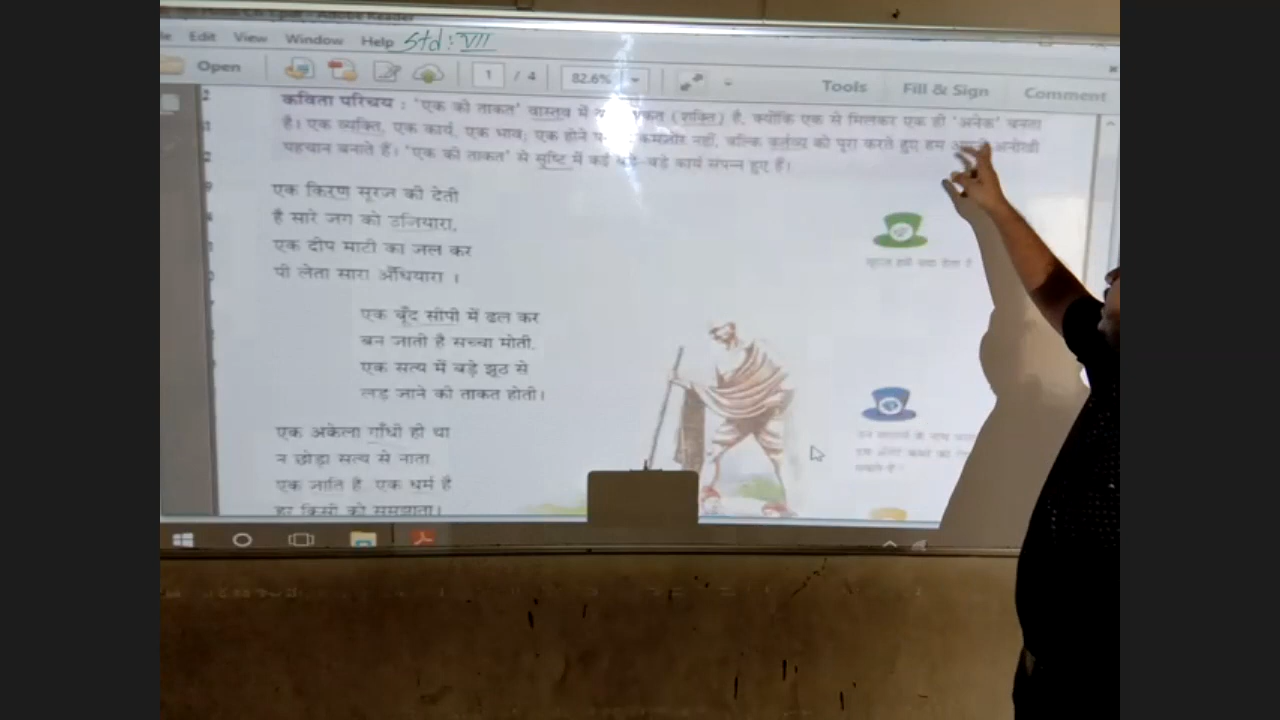 Edit View Window Help Std: VII
Open 1 / 4 82.6% Tools Fill & Sign Comment
कविता परिचय : 'एक की ताकत' वास्तव में (शक्ति) है, क्योंकि एक से मिलकर एक ही 'अनेक' बनता
है। एक व्यक्ति, एक कार्य, एक भाव; एक होने कमजोर नहीं, बल्कि कर्तव्य को पूरा करते हुए हम अनोखी
पहचान बनाते हैं। 'एक की ताकत' से सृष्टि में कई बड़े-बड़े कार्य संपन्न हुए हैं।
एक किरण सूरज की देती
है सारे जग को उजियारा,
एक दीप माटी का जल कर
पी लेता सारा अँधियारा ।
एक बूँद सीपी में ढल कर
बन जाती है सच्चा मोती,
एक सत्य में बड़े झूठ से
लड़ जाने की ताकत होती।
एक अकेला गाँधी ही था
न छोड़ा सत्य से नाता
एक जाति है एक धर्म है
हर किसी को समझाता।